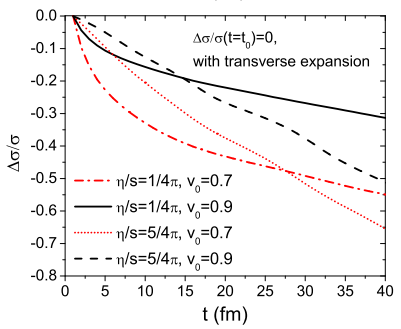 Δσ/σ(t=t₀)=0,
with transverse expansion
0.0
-0.1
-0.2
-0.3
-0.4
-0.5
-0.6
-0.7
-0.8
Δσ/σ
η/s=1/4π, v₀=0.7
η/s=1/4π, v₀=0.9
η/s=5/4π, v₀=0.7
η/s=5/4π, v₀=0.9
0 5 10 15 20 25 30 35 40
t (fm)